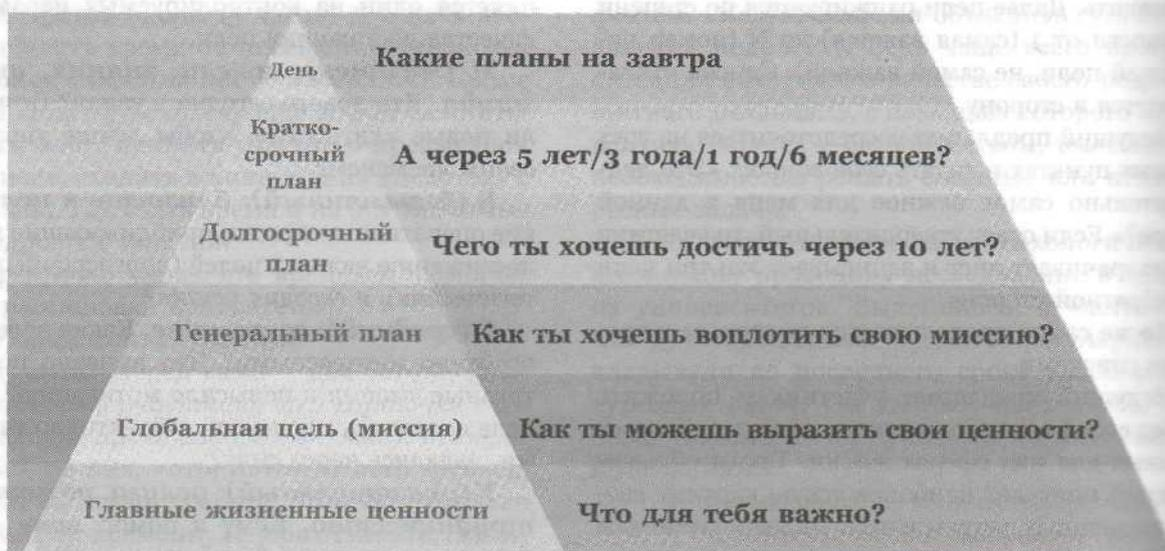 День
Какие планы на завтра
Кратко-
срочный
план
А через 5 лет/3 года/1 год/6 месяцев?
Долгосрочный
план
Чего ты хочешь достичь через 10 лет?
Генеральный план
Как ты хочешь воплотить свою миссию?
Глобальная цель (миссия)
Как ты можешь выразить свои ценности?
Главные жизненные ценности
Что для тебя важно?